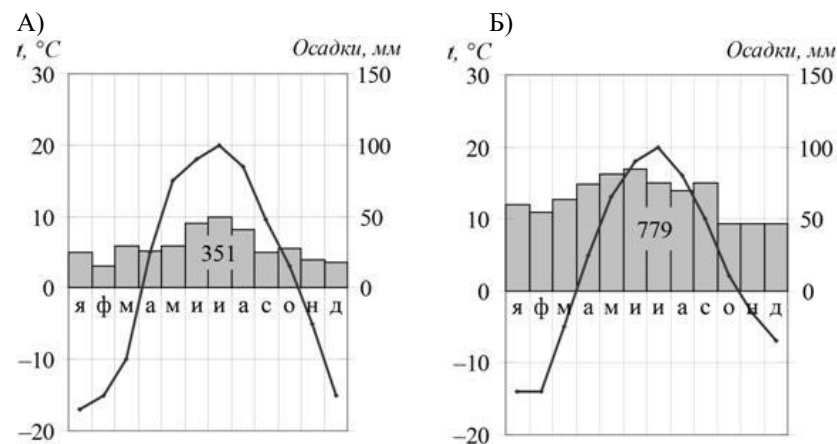 А)
t, °C
Осадки, мм
30
150
20
100
10
50
351
0
0
я ф м а м и и а с о н д
–10
–20
Б)
t, °C
Осадки, мм
30
150
20
100
10
50
779
0
0
я ф м а м и и а с о н д
–10
–20